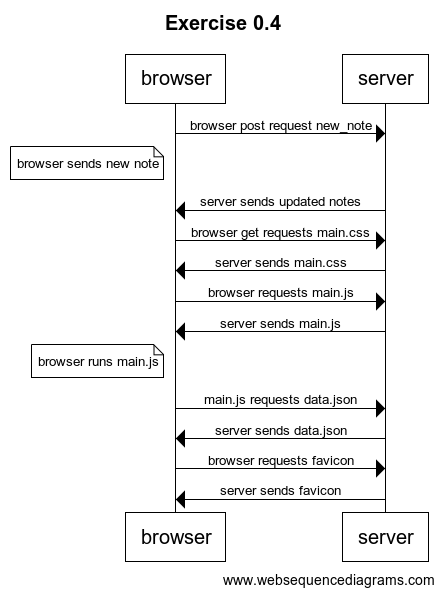 Exercise 0.4
browser
server
browser post request new_note
browser sends new note
server sends updated notes
browser get requests main.css
server sends main.css
browser requests main.js
server sends main.js
browser runs main.js
main.js requests data.json
server sends data.json
browser requests favicon
server sends favicon
browser
server
www.websequencediagrams.com